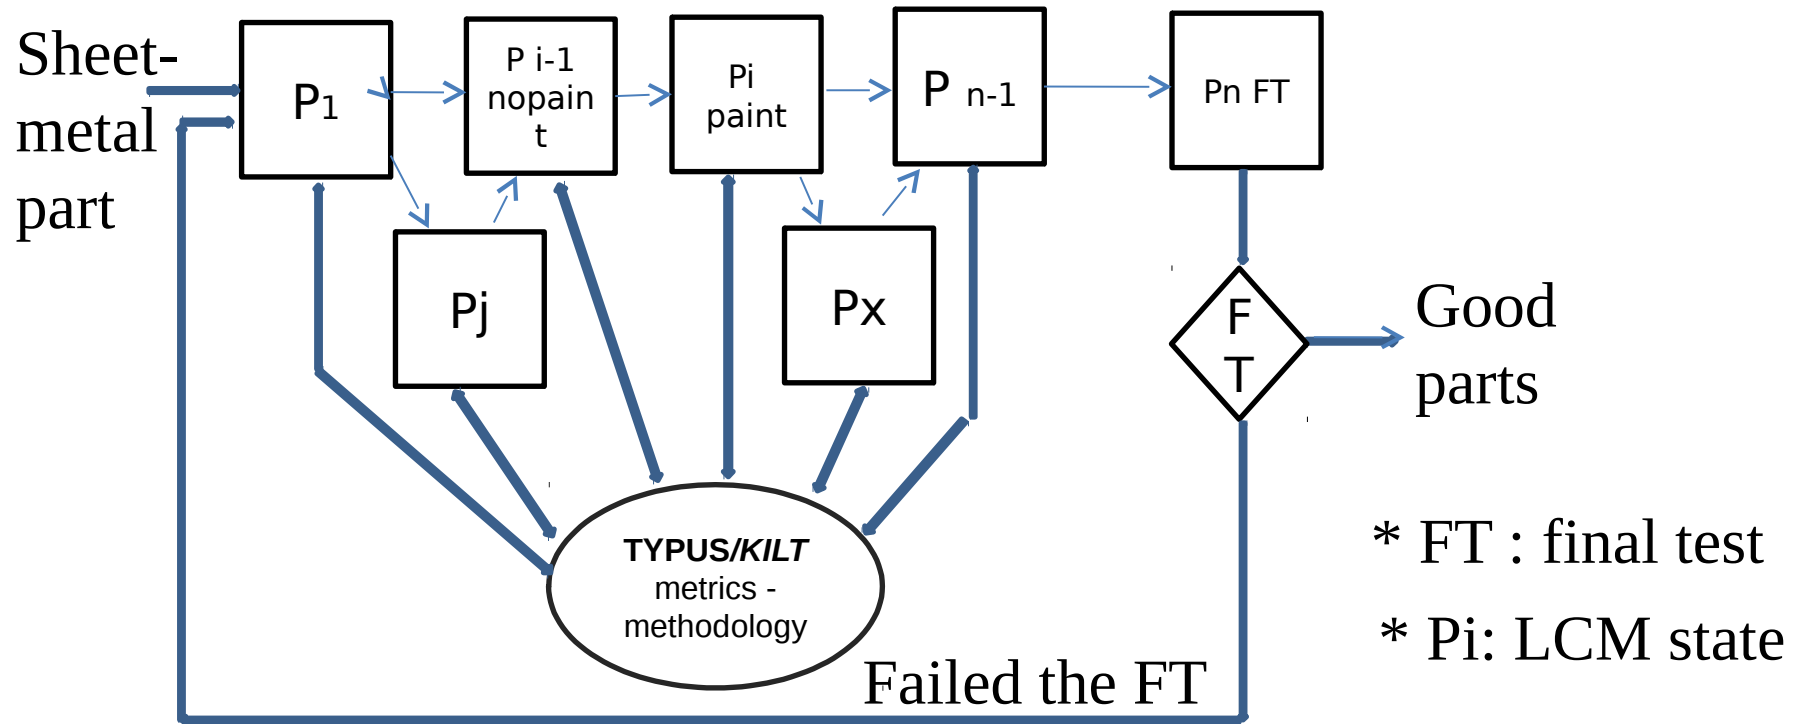 Sheet-
metal
part
P1
P i-1
nopain
t
Pi
paint
P n-1
Pn FT
Pj
Px
F
T
Good
parts
TYPUS/KILT
metrics -
methodology
* FT : final test
* Pi: LCM state
Failed the FT